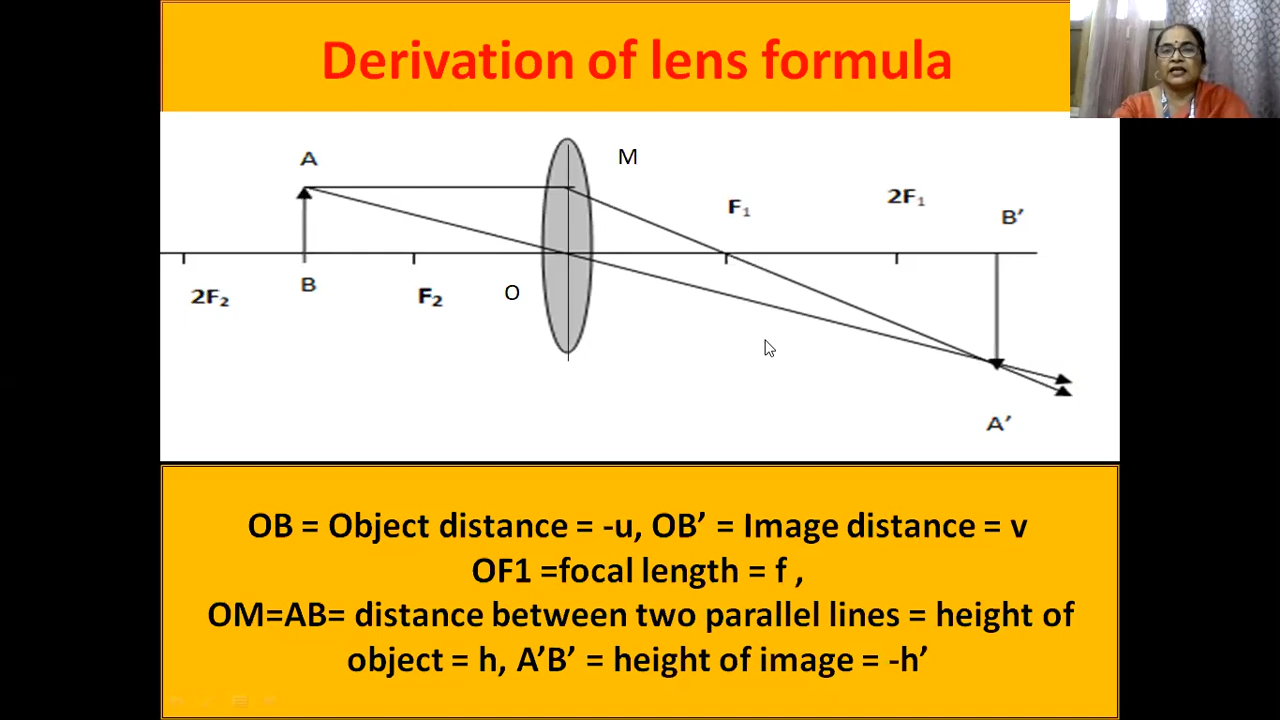 Derivation of lens formula
A
M
F₁
2F₁
B’
B
2F₂
F₂
O
A’
OB = Object distance = -u, OB’ = Image distance = v
OF1 =focal length = f ,
OM=AB= distance between two parallel lines = height of
object = h, A’B’ = height of image = -h’